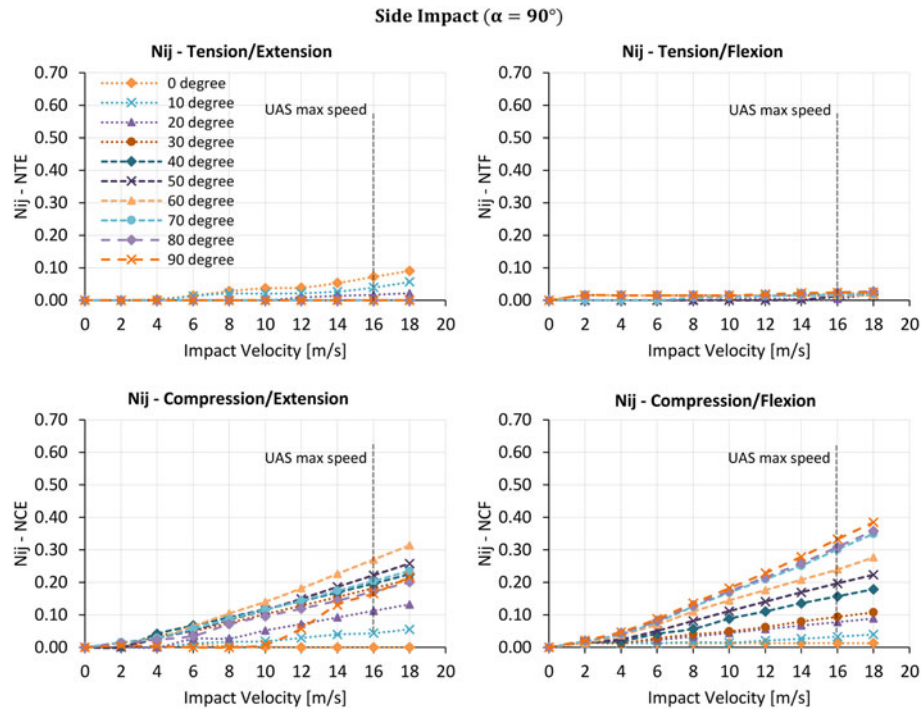 Side Impact (α = 90°)
Nij - Tension/Extension
0.70
0.60
0.50
0.40
0.30
0.20
0.10
0.00
Nij - NTE
0 degree
10 degree
20 degree
30 degree
40 degree
50 degree
60 degree
70 degree
80 degree
90 degree
UAS max speed
0 2 4 6 8 10 12 14 16 18 20
Impact Velocity [m/s]
Nij - Tension/Flexion
0.70
0.60
0.50
0.40
0.30
0.20
0.10
0.00
Nij - NTF
UAS max speed
0 2 4 6 8 10 12 14 16 18 20
Impact Velocity [m/s]
Nij - Compression/Extension
0.70
0.60
0.50
0.40
0.30
0.20
0.10
0.00
Nij - NCE
UAS max speed
0 2 4 6 8 10 12 14 16 18 20
Impact Velocity [m/s]
Nij - Compression/Flexion
0.70
0.60
0.50
0.40
0.30
0.20
0.10
0.00
Nij - NCF
UAS max speed
0 2 4 6 8 10 12 14 16 18 20
Impact Velocity [m/s]